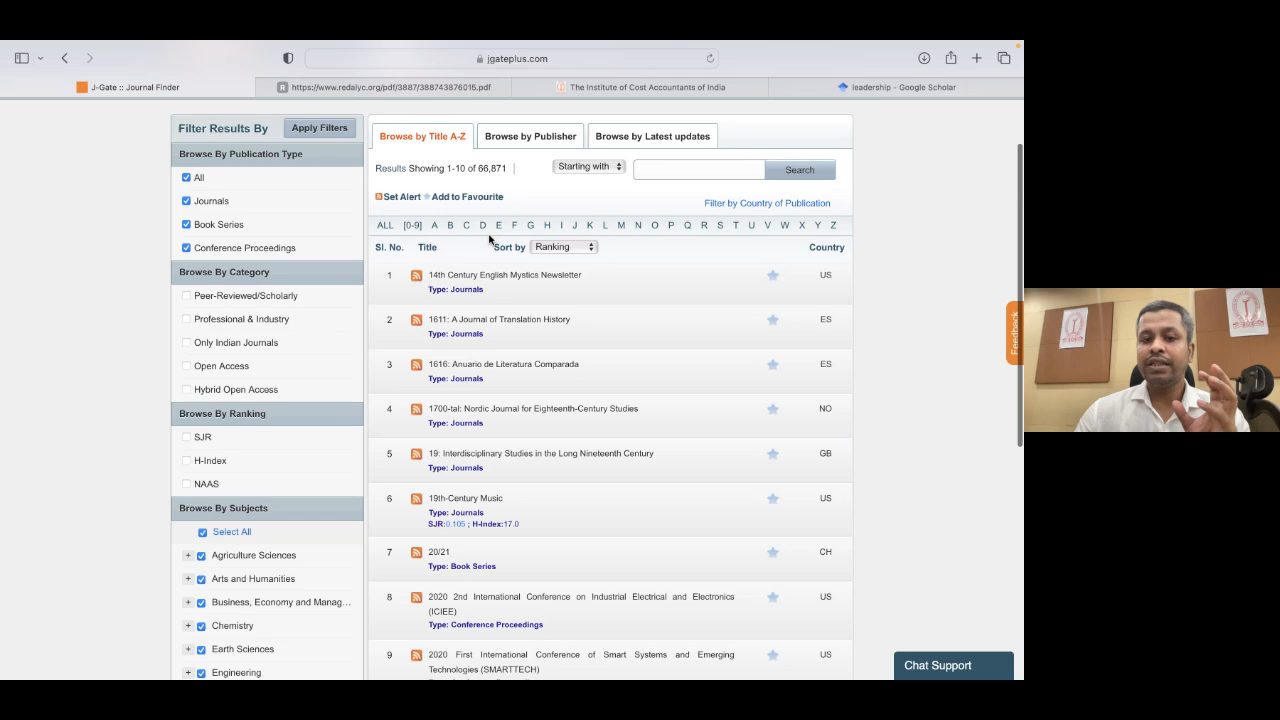 jgateplus.com
J-Gate :: Journal Finder
https://www.redalyc.org/pdf/3887/388743876015.pdf
The Institute of Cost Accountants of India
leadership - Google Scholar
Filter Results By
Apply Filters
Browse By Publication Type
All
Journals
Book Series
Conference Proceedings
Browse By Category
Peer-Reviewed/Scholarly
Professional & Industry
Only Indian Journals
Open Access
Hybrid Open Access
Browse By Ranking
SJR
H-Index
NAAS
Browse By Subjects
Select All
+ Agriculture Sciences
+ Arts and Humanities
+ Business, Economy and Manag...
+ Chemistry
+ Earth Sciences
+ Engineering
Browse by Title A-Z
Browse by Publisher
Browse by Latest updates
Results Showing 1-10 of 66,871 |
Starting with
Search
Set Alert Add to Favourite
Filter by Country of Publication
ALL [0-9] A B C D E F G H I J K L M N O P Q R S T U V W X Y Z
Sl. No. Title Sort by Ranking Country
1 14th Century English Mystics Newsletter US
Type: Journals
2 1611: A Journal of Translation History ES
Type: Journals
3 1616: Anuario de Literatura Comparada ES
Type: Journals
4 1700-tal: Nordic Journal for Eighteenth-Century Studies NO
Type: Journals
5 19: Interdisciplinary Studies in the Long Nineteenth Century GB
Type: Journals
6 19th-Century Music US
Type: Journals
SJR:0.105 ; H-Index:17.0
7 20/21 CH
Type: Book Series
8 2020 2nd International Conference on Industrial Electrical and Electronics US
(ICIEE)
Type: Conference Proceedings
9 2020 First International Conference of Smart Systems and Emerging US
Technologies (SMARTTECH)
Feedback
Chat Support